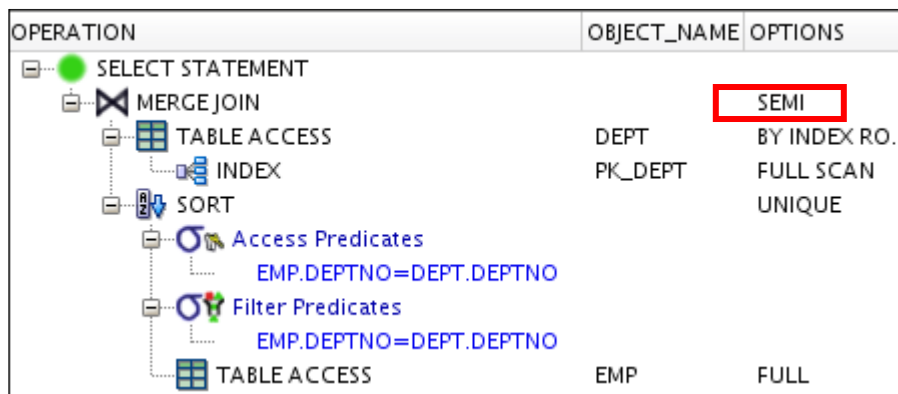 OPERATION OBJECT_NAME OPTIONS
SELECT STATEMENT
MERGE JOIN SEMI
TABLE ACCESS DEPT BY INDEX RO.
INDEX PK_DEPT FULL SCAN
SORT UNIQUE
Access Predicates
EMP.DEPTNO=DEPT.DEPTNO
Filter Predicates
EMP.DEPTNO=DEPT.DEPTNO
TABLE ACCESS EMP FULL